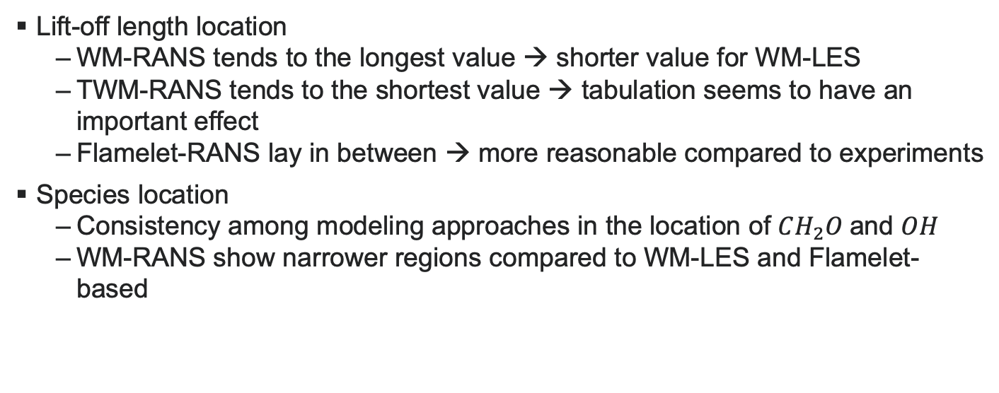 ▪ Lift-off length location
– WM-RANS tends to the longest value → shorter value for WM-LES
– TWM-RANS tends to the shortest value → tabulation seems to have an
important effect
– Flamelet-RANS lay in between → more reasonable compared to experiments
▪ Species location
– Consistency among modeling approaches in the location of 𝐶𝐻₂𝑂 and 𝑂𝐻
– WM-RANS show narrower regions compared to WM-LES and Flamelet-
based